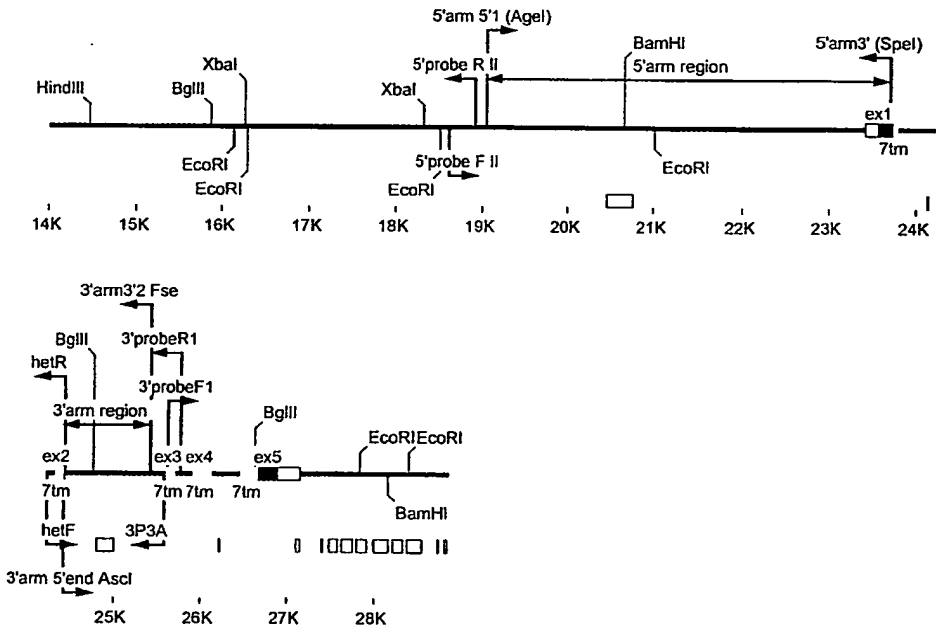 5'arm 5'1 (AgeI)
BamHI
5'arm3' (SpeI)
XbaI
5'probe R II
5'arm region
HindIII
BglII
XbaI
ex1
EcoRI
EcoRI
EcoRI
5'probe F II
EcoRI
7tm
14K 15K 16K 17K 18K 19K 20K 21K 22K 23K 24K
3'arm3'2 Fse
BglII
3'probeR1
hetR
3'probeF1
3'arm region
BglII
EcoRI EcoRI
ex2 ex3 ex4 ex5
7tm 7tm 7tm 7tm
BamHI
hetF
3P3A
3'arm 5'end AscI
25K 26K 27K 28K